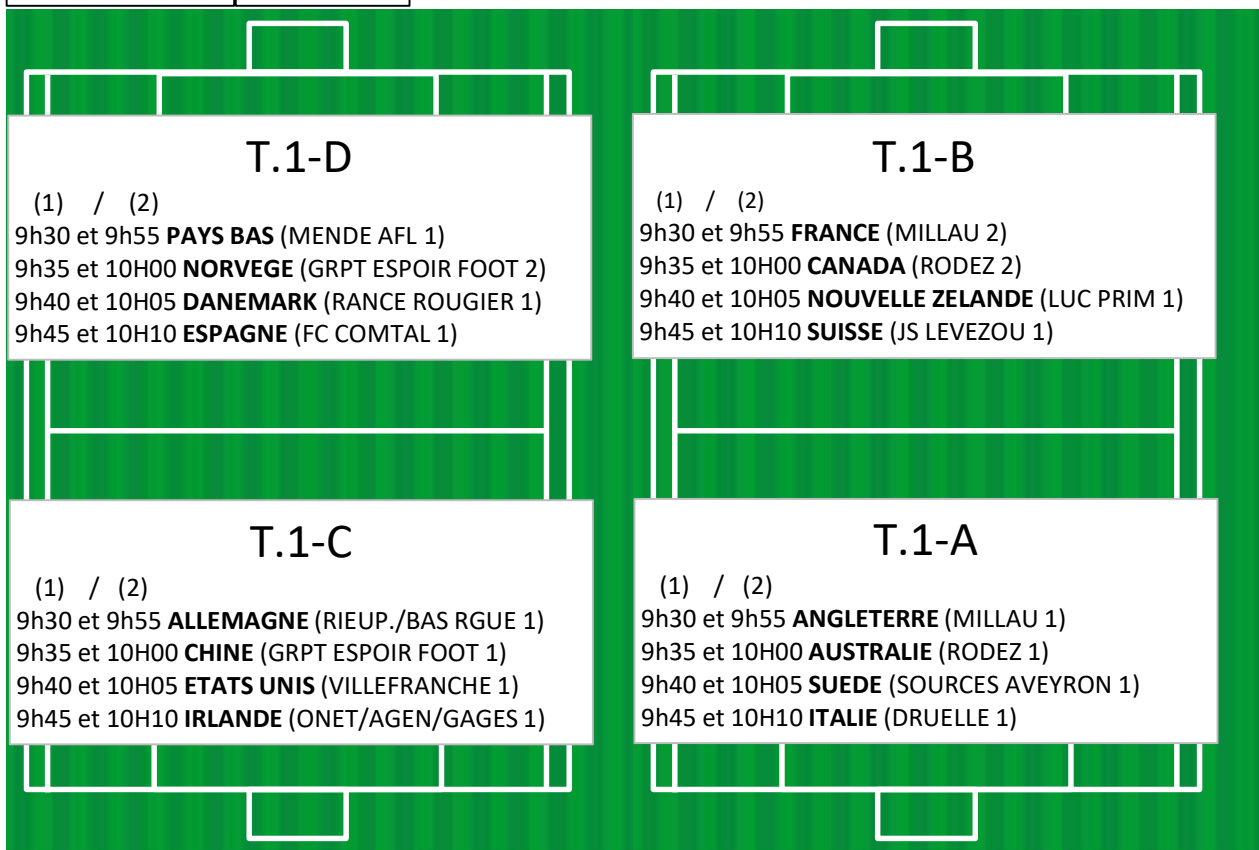 T.1-D
(1) / (2)
9h30 et 9h55 PAYS BAS (MENDE AFL 1)
9h35 et 10H00 NORVEGE (GRPT ESPOIR FOOT 2)
9h40 et 10H05 DANEMARK (RANCE ROUGIER 1)
9h45 et 10H10 ESPAGNE (FC COMTAL 1)
T.1-B
(1) / (2)
9h30 et 9h55 FRANCE (MILLAU 2)
9h35 et 10H00 CANADA (RODEZ 2)
9h40 et 10H05 NOUVELLE ZELANDE (LUC PRIM 1)
9h45 et 10H10 SUISSE (JS LEVEZOU 1)
T.1-C
(1) / (2)
9h30 et 9h55 ALLEMAGNE (RIEUP./BAS RGUE 1)
9h35 et 10H00 CHINE (GRPT ESPOIR FOOT 1)
9h40 et 10H05 ETATS UNIS (VILLEFRANCHE 1)
9h45 et 10H10 IRLANDE (ONET/AGEN/GAGES 1)
T.1-A
(1) / (2)
9h30 et 9h55 ANGLETERRE (MILLAU 1)
9h35 et 10H00 AUSTRALIE (RODEZ 1)
9h40 et 10H05 SUEDE (SOURCES AVEYRON 1)
9h45 et 10H10 ITALIE (DRUELLE 1)